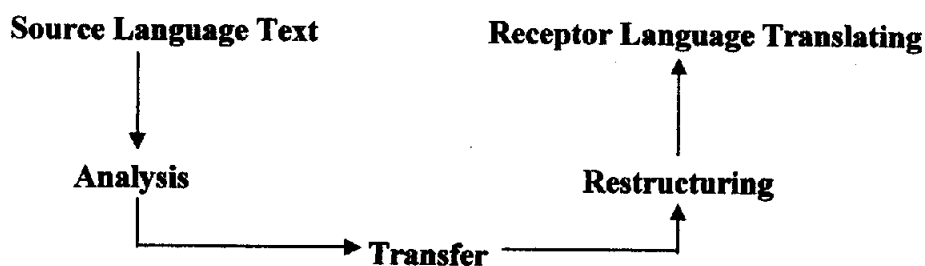 Source Language Text
Receptor Language Translating
Analysis
Restructuring
Transfer